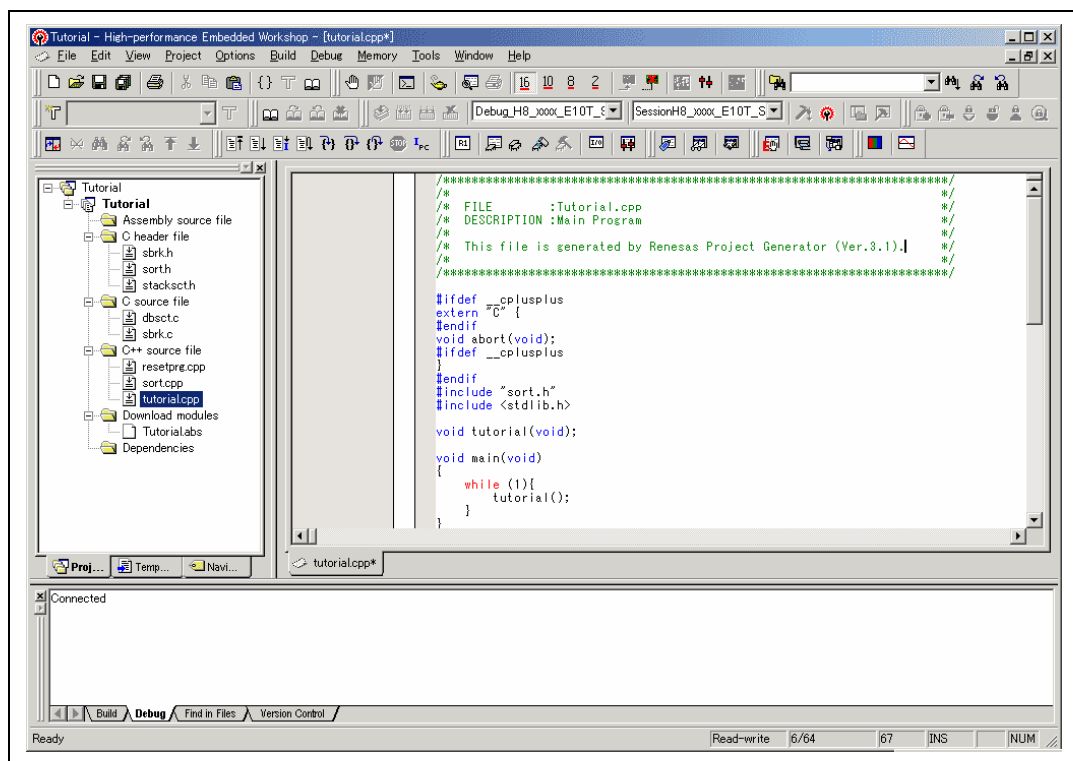 Tutorial - High-performance Embedded Workshop - [tutorial.cpp*]
File Edit View Project Options Build Debug Memory Tools Window Help
16 10 8 2
Debug_H8_xxxx_E10T_S SessionH8_xxxx_E10T_S
Tutorial
Tutorial
Assembly source file
C header file
sbrk.h
sort.h
stacksct.h
C source file
dbsct.c
sbrk.c
C++ source file
resetprg.cpp
sort.cpp
tutorial.cpp
Download modules
Tutorial.abs
Dependencies
Proj... Temp... Navi...
/*********************************************************************/
/* */
/* FILE :Tutorial.cpp */
/* DESCRIPTION :Main Program */
/* */
/* This file is generated by Renesas Project Generator (Ver.3.1). */
/* */
/*********************************************************************/
#ifdef __cplusplus
extern "C" {
#endif
void abort(void);
#ifdef __cplusplus
}
#endif
#include "sort.h"
#include <stdlib.h>
void tutorial(void);
void main(void)
{
while (1){
tutorial();
}
}
tutorial.cpp*
Connected
Build Debug Find in Files Version Control
Ready Read-write 6/64 67 INS NUM